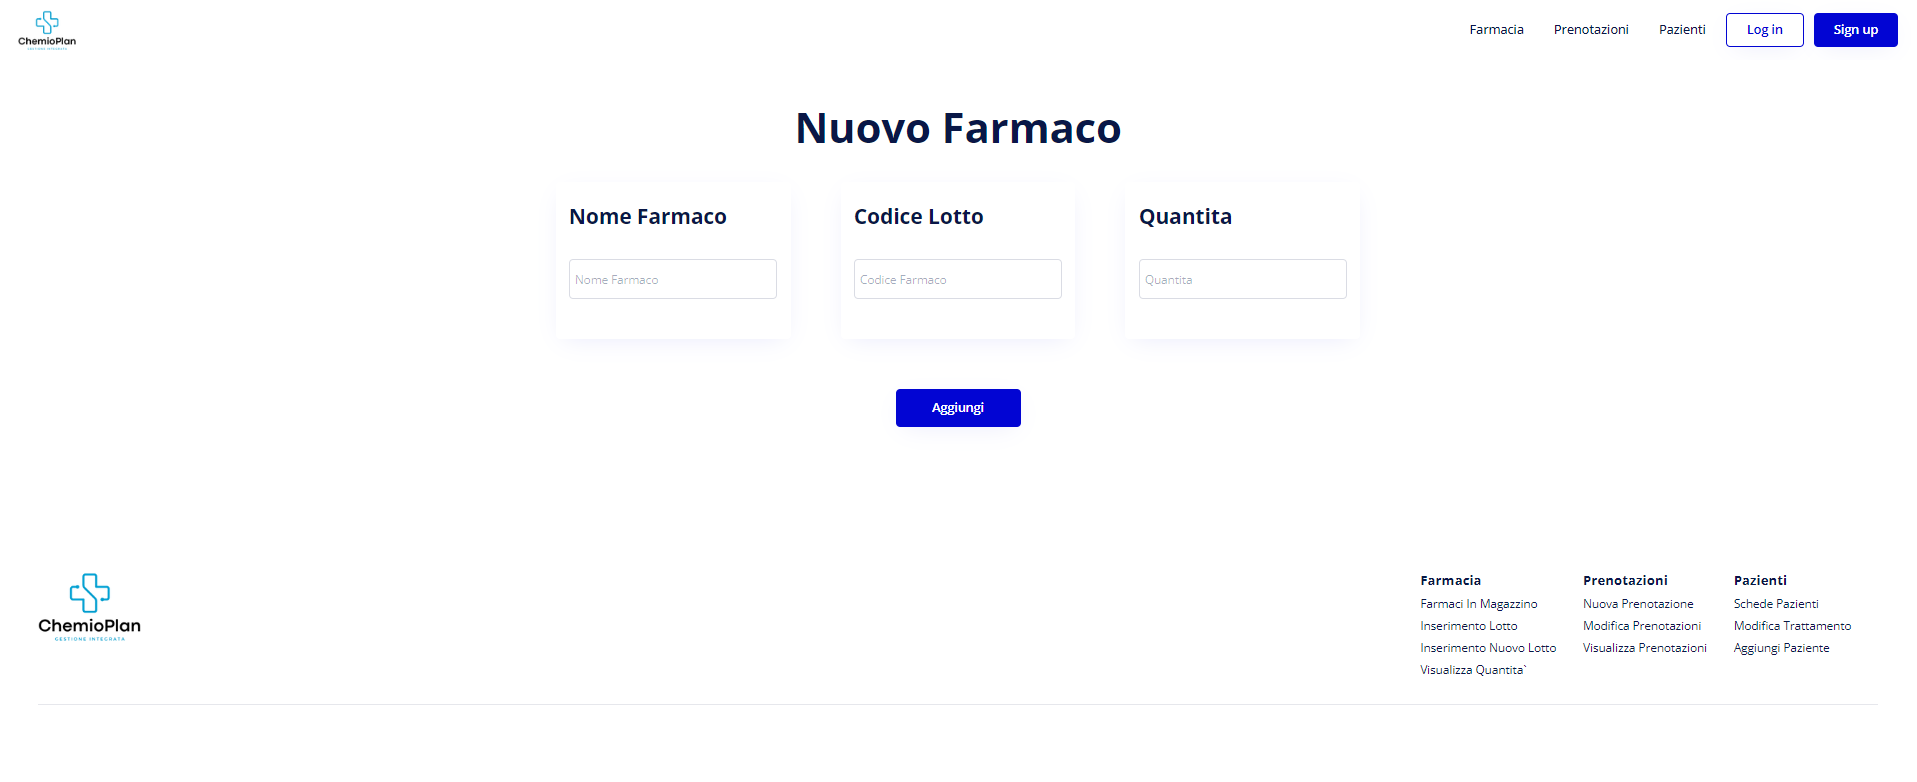 ChemioPlan
GESTIONE INTEGRATA
Farmacia Prenotazioni Pazienti Log in Sign up
Nuovo Farmaco
Nome Farmaco
Nome Farmaco
Codice Lotto
Codice Farmaco
Quantita
Quantita
Aggiungi
ChemioPlan
GESTIONE INTEGRATA
Farmacia
Farmaci In Magazzino
Inserimento Lotto
Inserimento Nuovo Lotto
Visualizza Quantita`
Prenotazioni
Nuova Prenotazione
Modifica Prenotazioni
Visualizza Prenotazioni
Pazienti
Schede Pazienti
Modifica Trattamento
Aggiungi Paziente